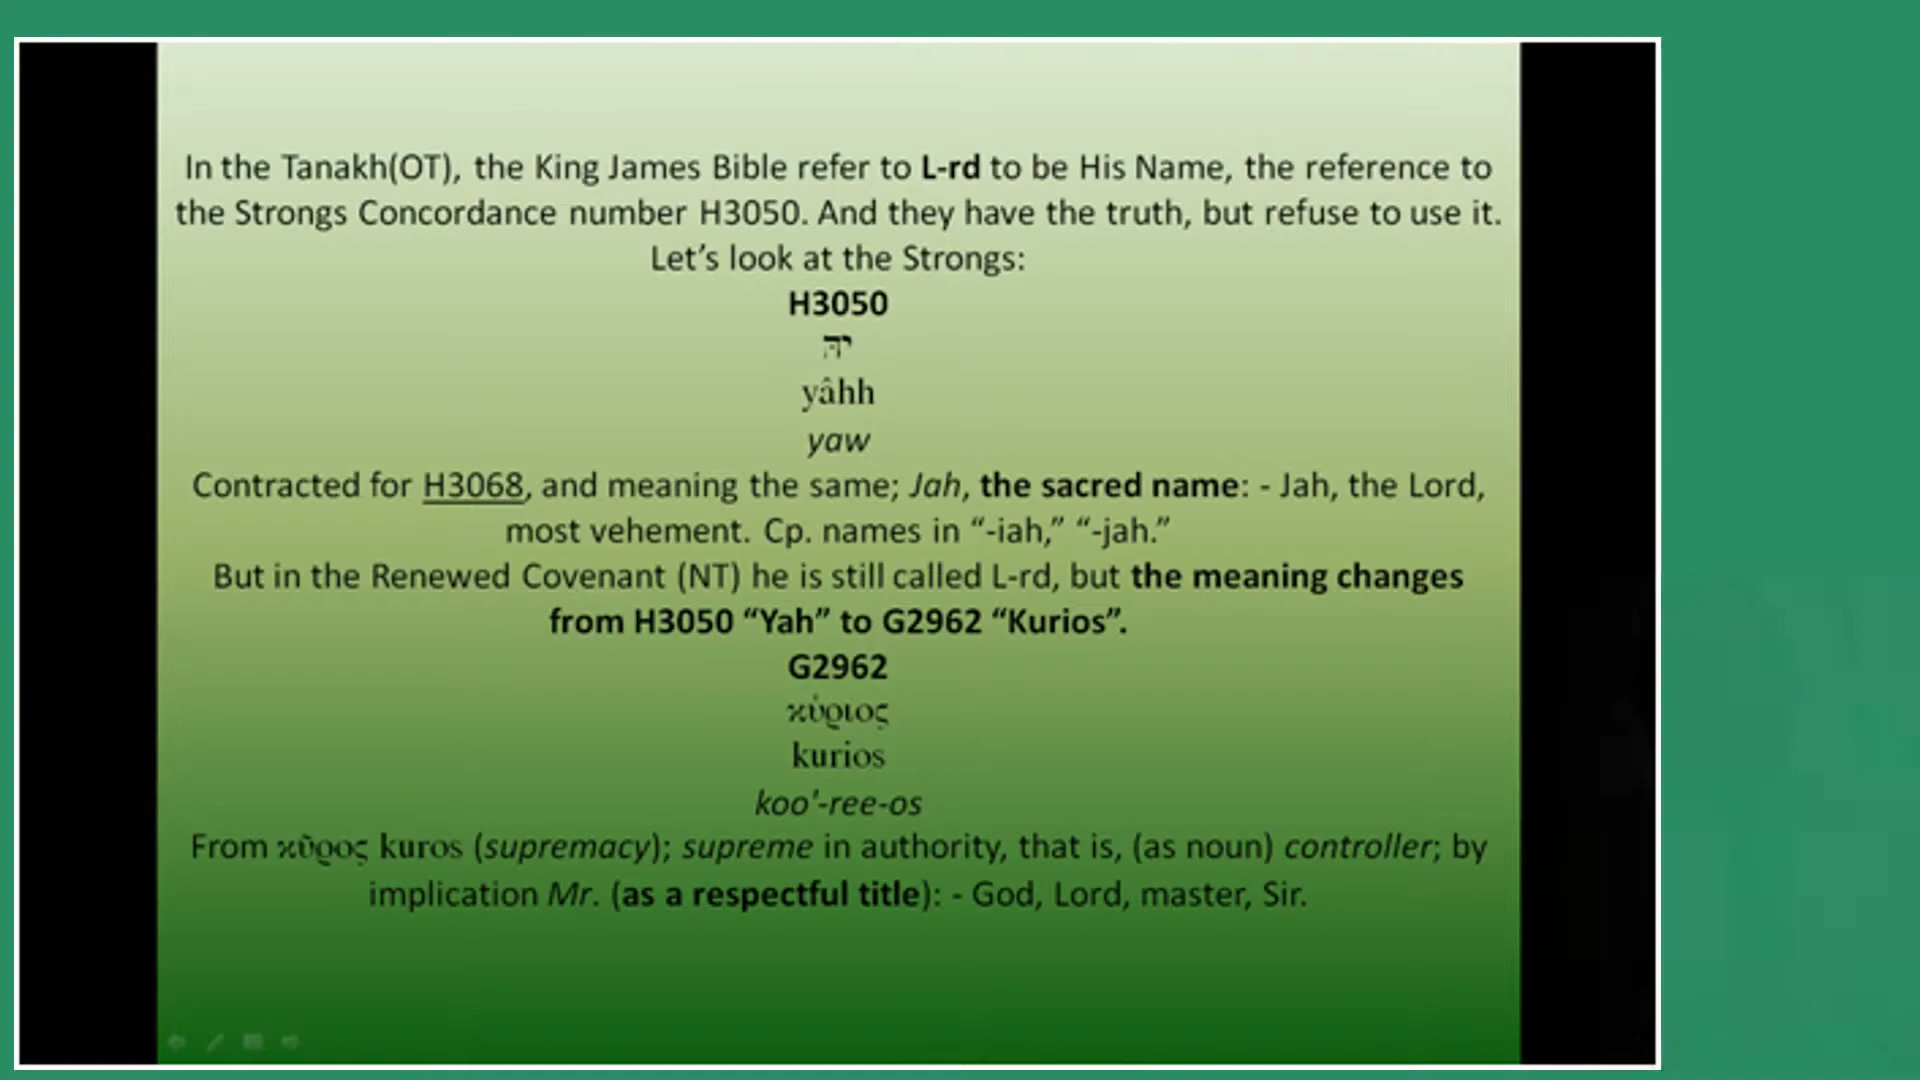 In the Tanakh(OT), the King James Bible refer to L-rd to be His Name, the reference to
the Strongs Concordance number H3050. And they have the truth, but refuse to use it.
Let’s look at the Strongs:
H3050
יהּ
yâhh
yaw
Contracted for H3068, and meaning the same; Jah, the sacred name: - Jah, the Lord,
most vehement. Cp. names in “-iah,” “-jah.”
But in the Renewed Covenant (NT) he is still called L-rd, but the meaning changes
from H3050 “Yah” to G2962 “Kurios”.
G2962
κύριος
kurios
koo'-ree-os
From κῦρος kuros (supremacy); supreme in authority, that is, (as noun) controller; by
implication Mr. (as a respectful title): - God, Lord, master, Sir.